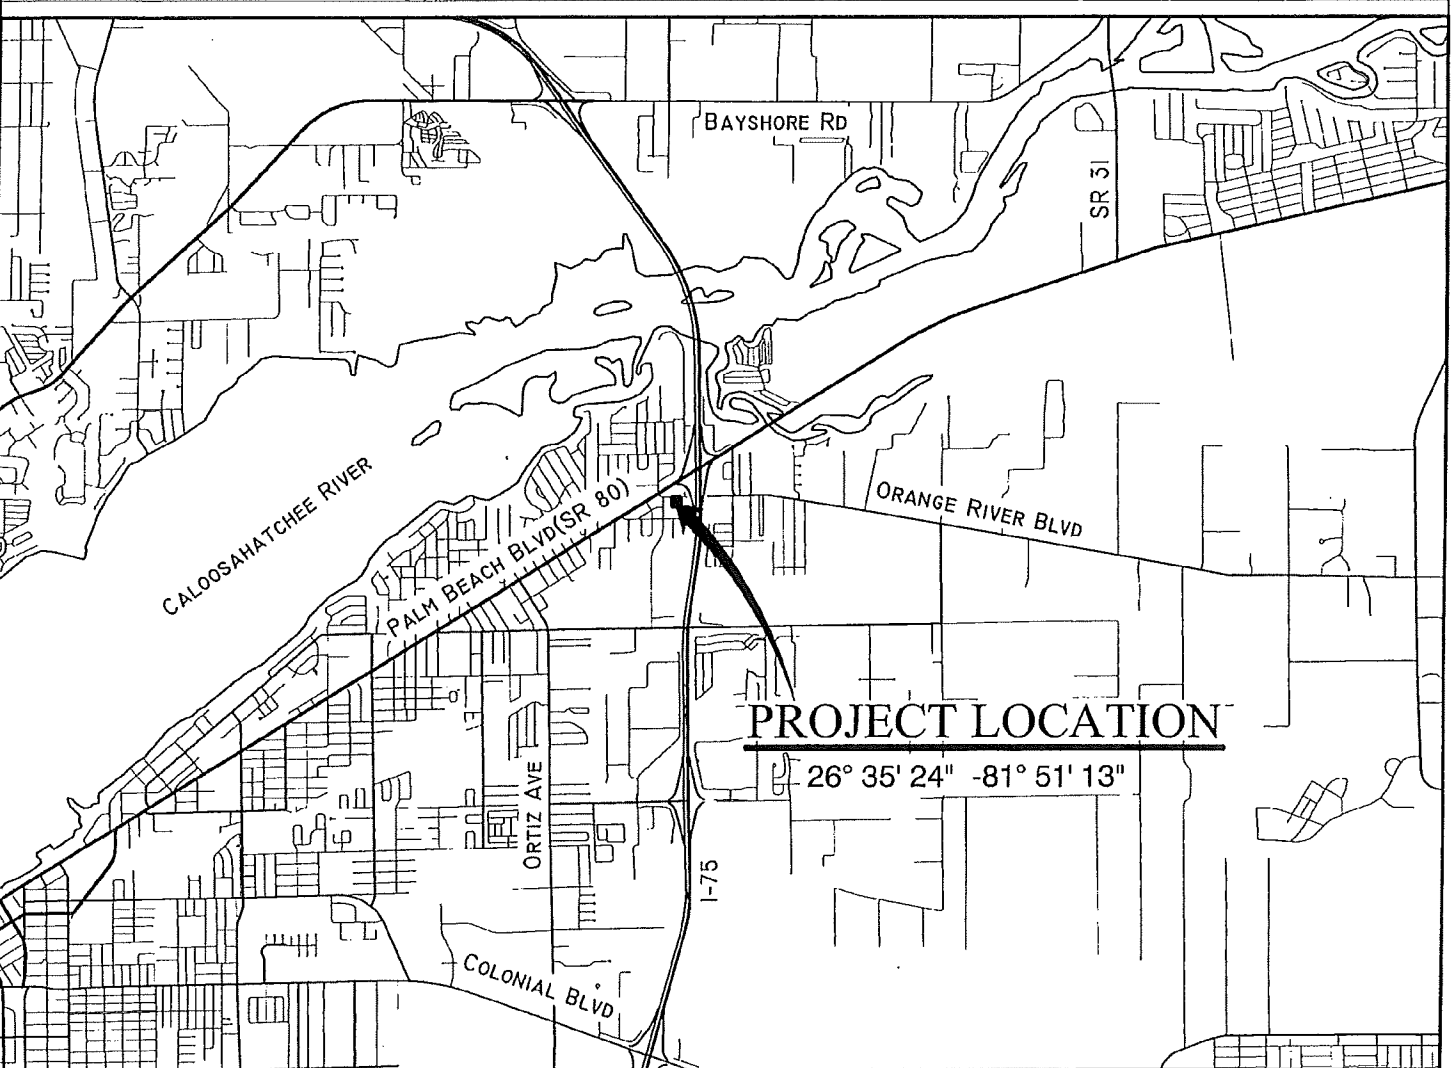 BAYSHORE RD
SR 31
CALOOSAHATCHEE RIVER
PALM BEACH BLVD(SR 80)
ORANGE RIVER BLVD
PROJECT LOCATION
26° 35' 24" -81° 51' 13"
ORTIZ AVE
I-75
COLONIAL BLVD